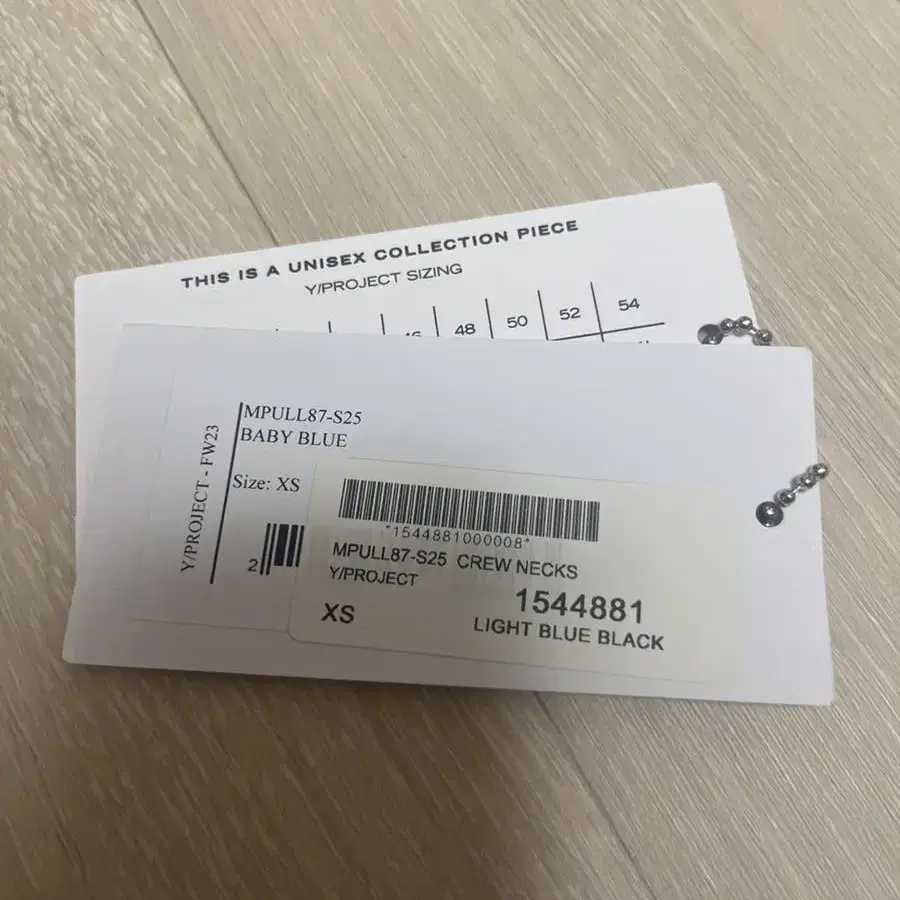 THIS IS A UNISEX COLLECTION PIECE
Y/PROJECT SIZING
48 50 52 54
Y/PROJECT - FW23
MPULL87-S25
BABY BLUE
Size: XS
2
*1544881000008*
MPULL87-S25 CREW NECKS
Y/PROJECT
1544881
XS
LIGHT BLUE BLACK